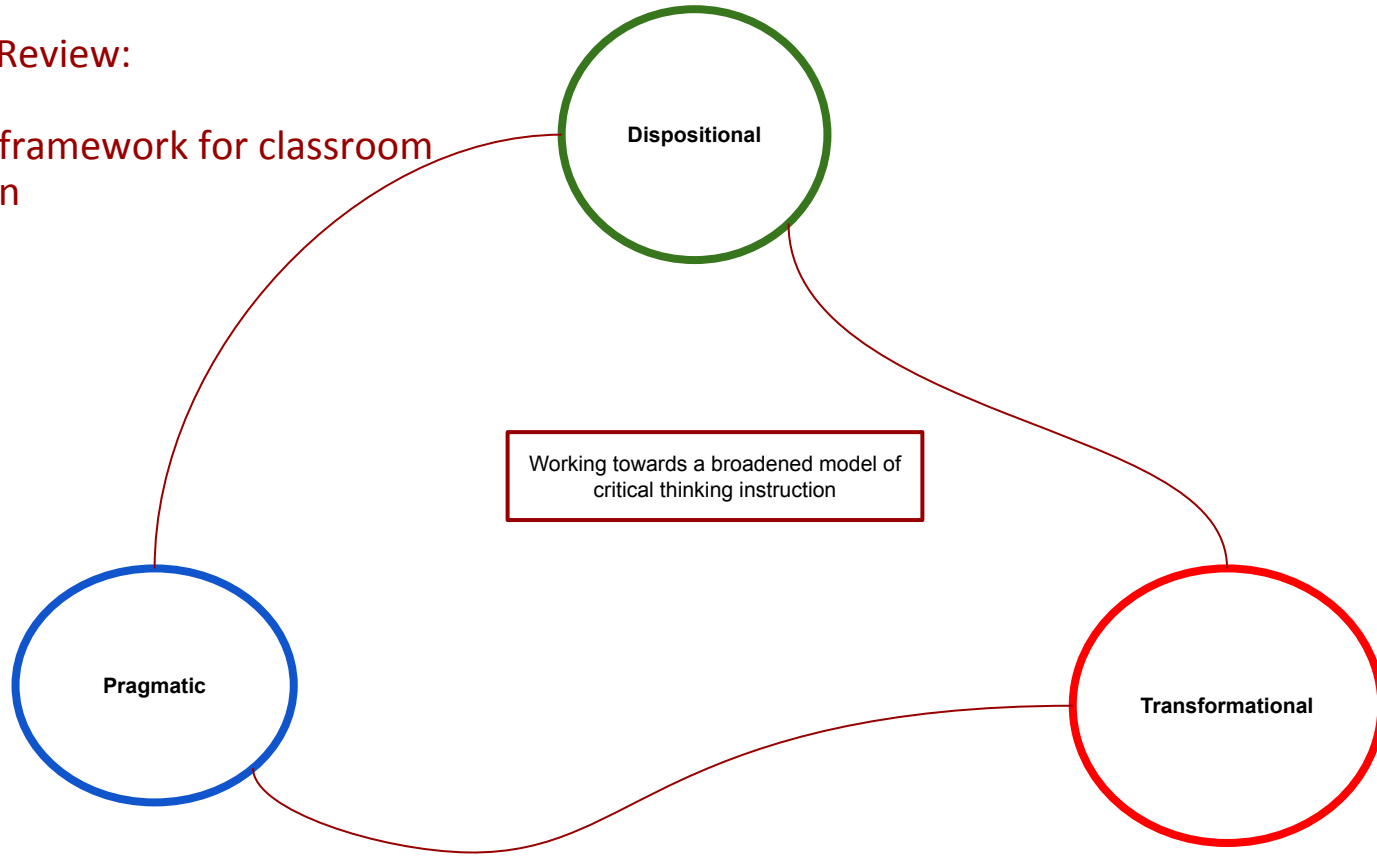 Review:
framework for classroom
n
Dispositional
Working towards a broadened model of
critical thinking instruction
Pragmatic
Transformational